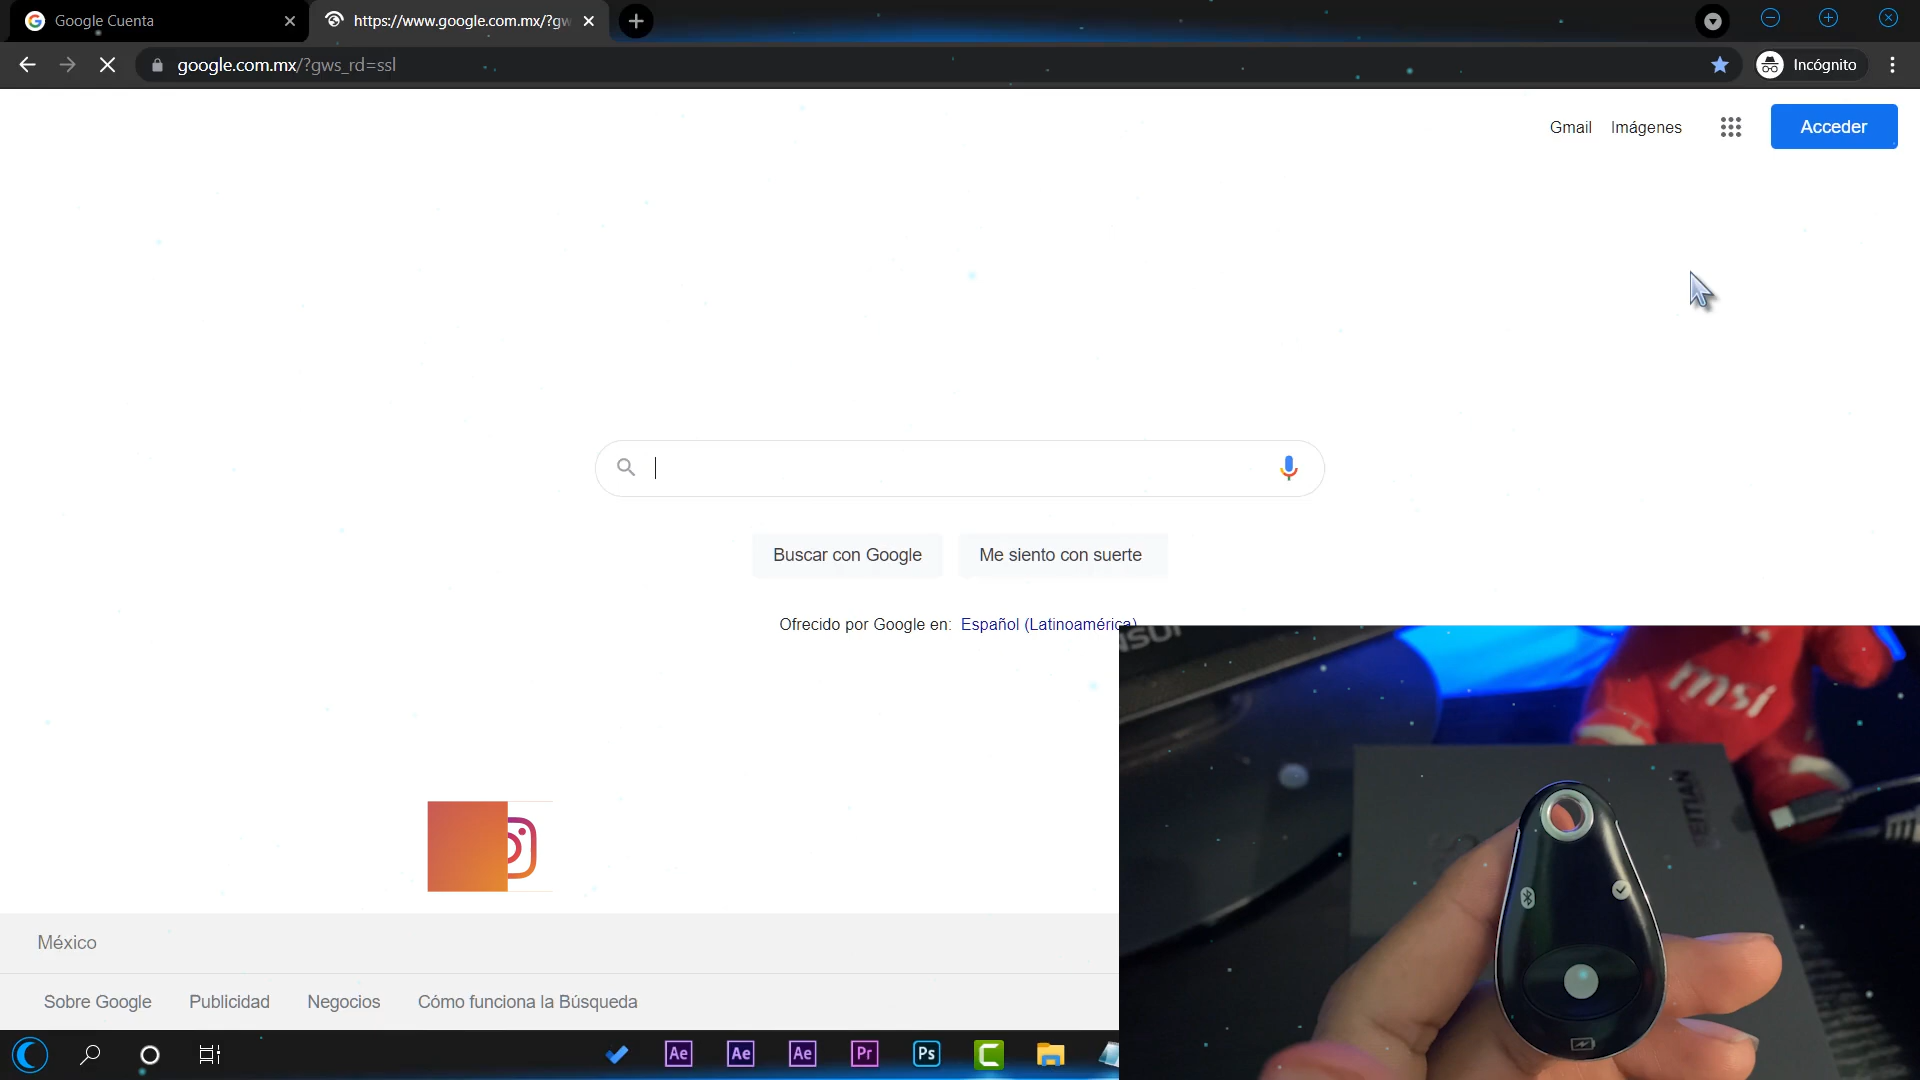 Google Cuenta
https://www.google.com.mx/?gw
google.com.mx/?gws_rd=ssl
Incógnito
Gmail
Imágenes
Acceder
Buscar con Google
Me siento con suerte
Ofrecido por Google en: Español (Latinoamérica)
msi
FEITIAN
México
Sobre Google
Publicidad
Negocios
Cómo funciona la Búsqueda
Ae
Ae
Ae
Pr
Ps